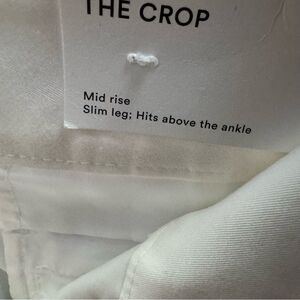 THE CROP
Mid rise
Slim leg; Hits above the ankle